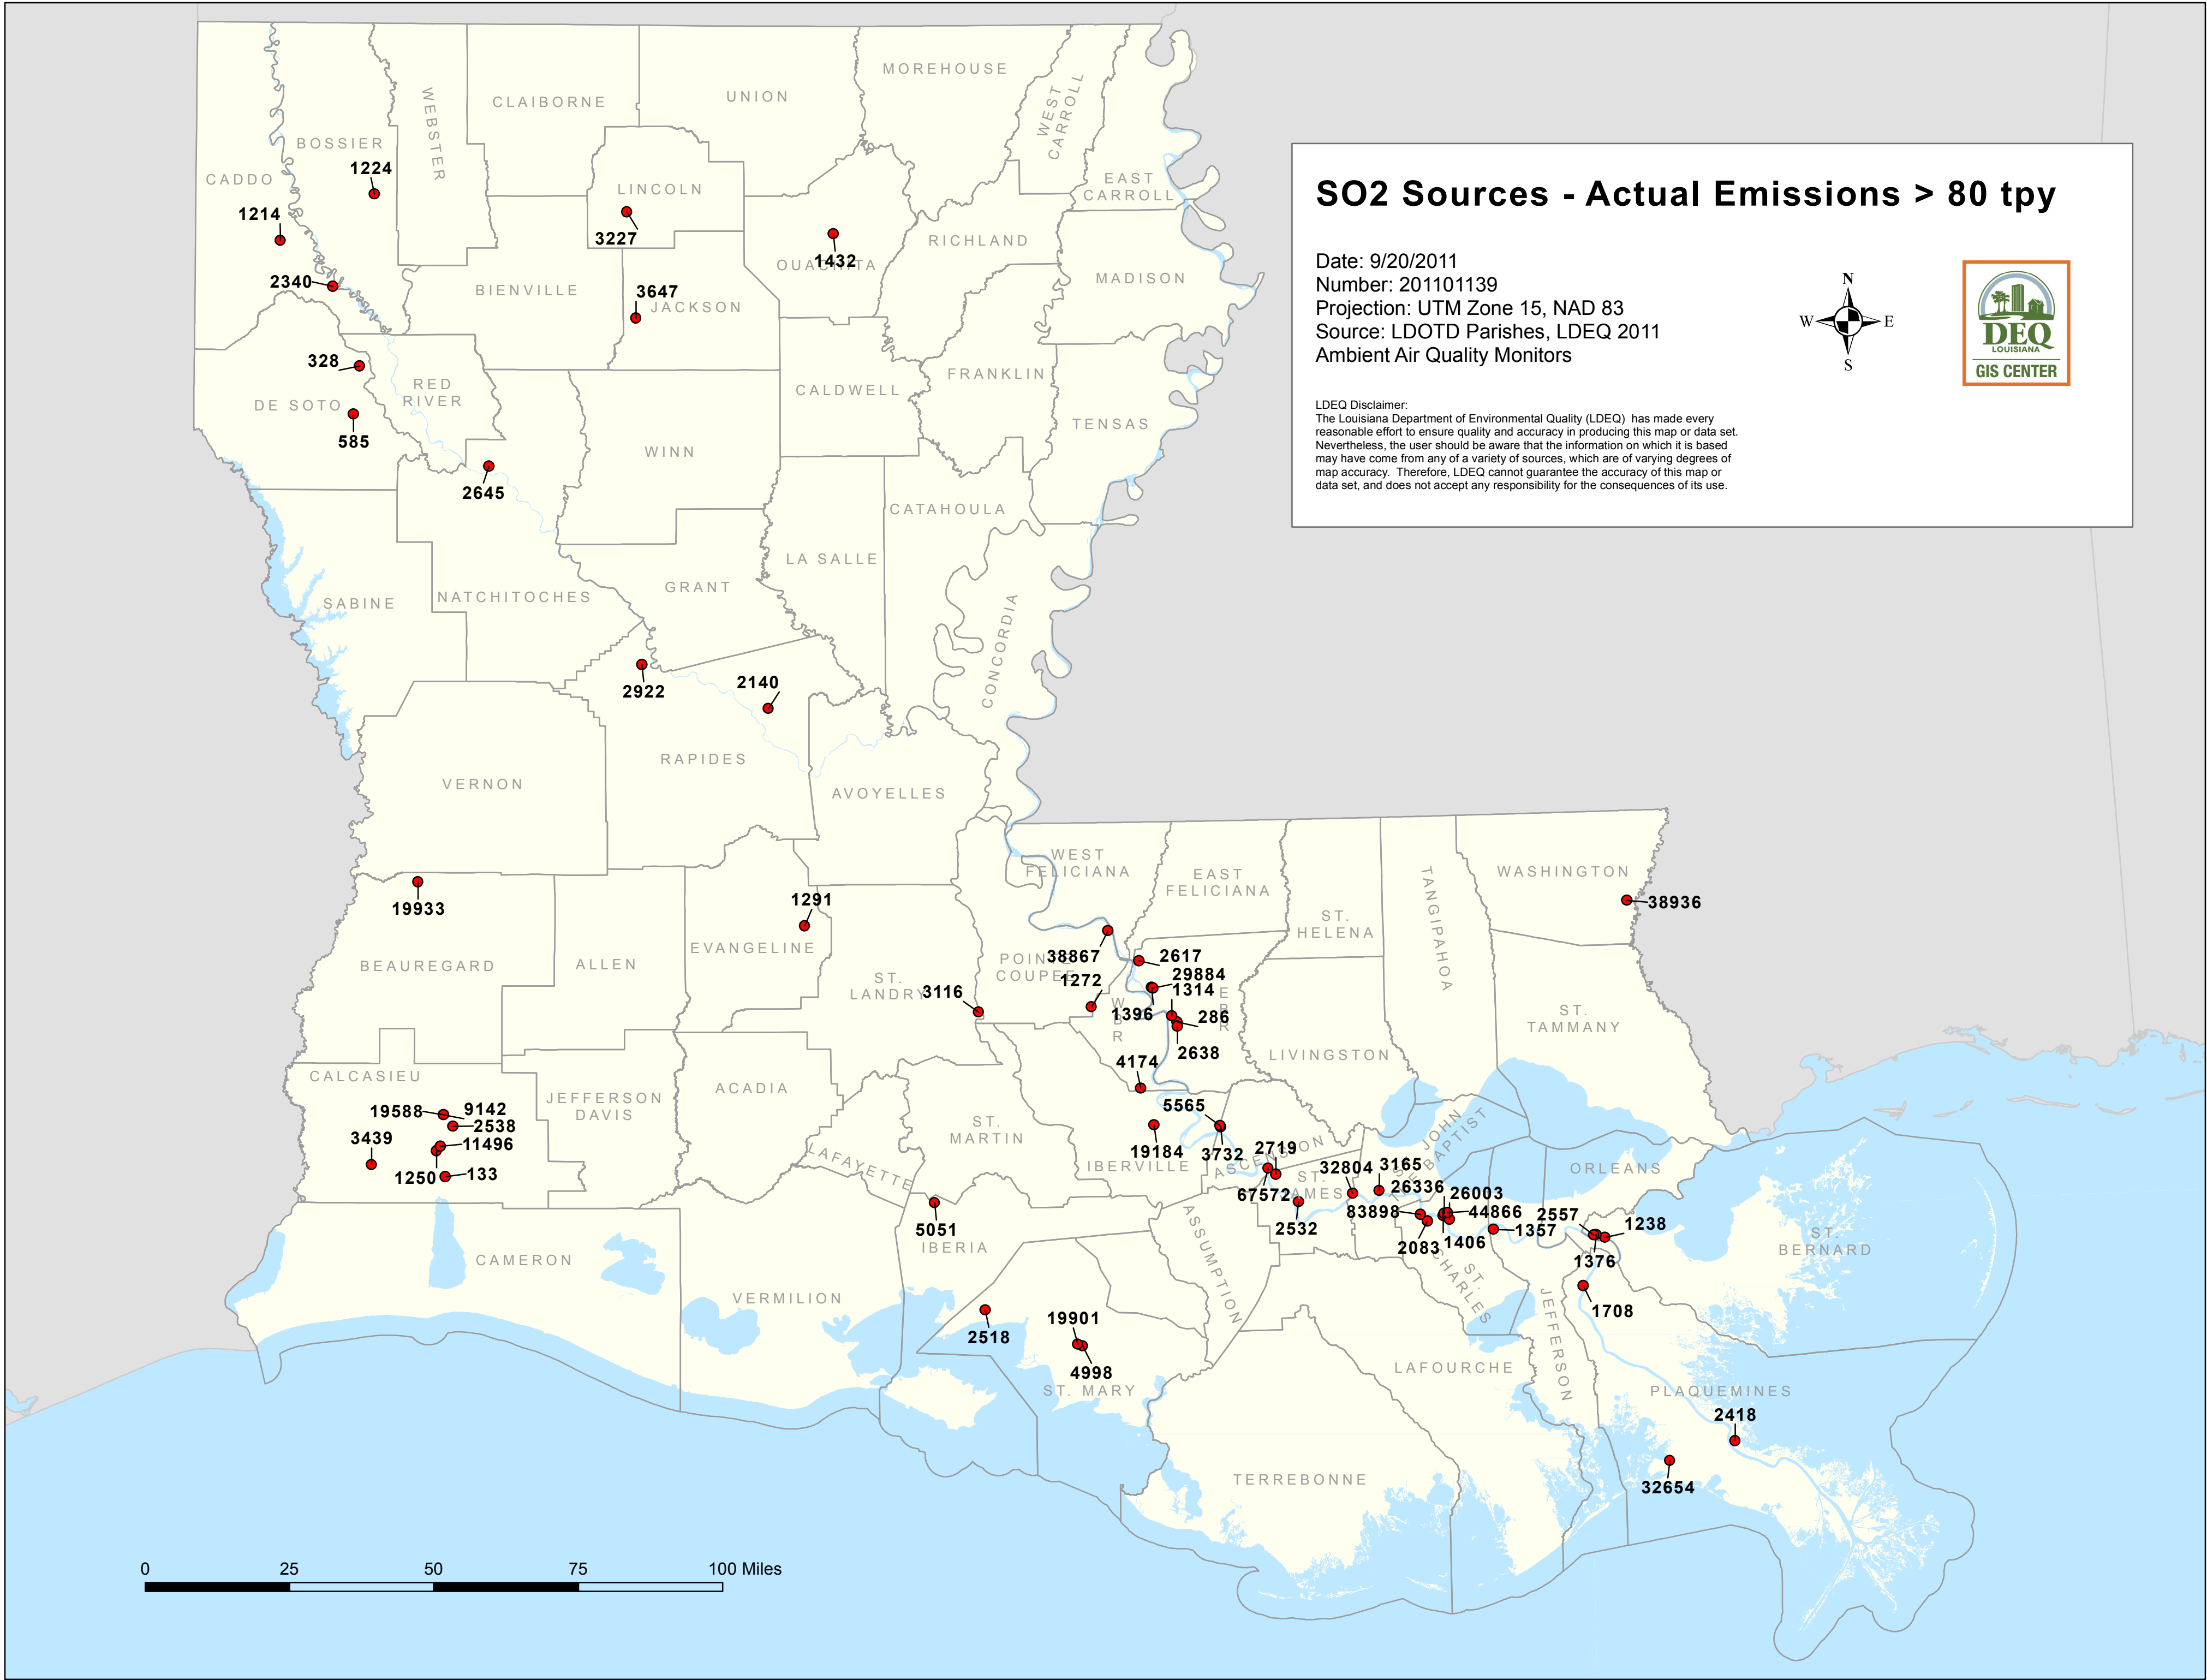 SO2 Sources - Actual Emissions > 80 tpy
Date: 9/20/2011
Number: 201101139
Projection: UTM Zone 15, NAD 83
Source: LDOTD Parishes, LDEQ 2011
Ambient Air Quality Monitors
LDEQ Disclaimer:
The Louisiana Department of Environmental Quality (LDEQ) has made every
reasonable effort to ensure quality and accuracy in producing this map or data set.
Nevertheless, the user should be aware that the information on which it is based
may have come from any of a variety of sources, which are of varying degrees of
map accuracy. Therefore, LDEQ cannot guarantee the accuracy of this map or
data set, and does not accept any responsibility for the consequences of its use.
N
W
E
S
DEQ
LOUISIANA
GIS CENTER
MOREHOUSE
WEST
CARROLL
UNION
CLAIBORNE
WEBSTER
BOSSIER
CADDO
1224
1214
LINCOLN
3227
EAST
CARROLL
RICHLAND
1432
OUACHITA
MADISON
2340
BIENVILLE
3647
JACKSON
328
RED
RIVER
DE SOTO
585
FRANKLIN
CALDWELL
TENSAS
WINN
2645
CATAHOULA
LA SALLE
GRANT
NATCHITOCHES
SABINE
CONCORDIA
2922
2140
RAPIDES
VERNON
AVOYELLES
WEST
FELICIANA
EAST
FELICIANA
TANGIPAHOA
WASHINGTON
38936
19933
1291
EVANGELINE
BEAUREGARD
ALLEN
ST.
HELENA
ST.
LANDRY
3116
POINTE
COUPEE
38867
1272
2617
29884
1314
1396
286
2638
WBR
EBR
ST.
TAMMANY
LIVINGSTON
4174
CALCASIEU
19588
9142
2538
11496
3439
1250
133
JEFFERSON
DAVIS
ACADIA
LAFAYETTE
ST.
MARTIN
5565
19184
3732
IBERVILLE
ASCENSION
2719
67572
ST.
JAMES
2532
32804
3165
ST. JOHN
BAPTIST
26336
26003
83898
44866
2083
1406
1357
2557
1238
1376
1708
ORLEANS
ST.
BERNARD
5051
IBERIA
ASSUMPTION
ST.
CHARLES
JEFFERSON
CAMERON
VERMILION
2518
19901
4998
ST. MARY
LAFOURCHE
PLAQUEMINES
2418
32654
TERREBONNE
0
25
50
75
100 Miles